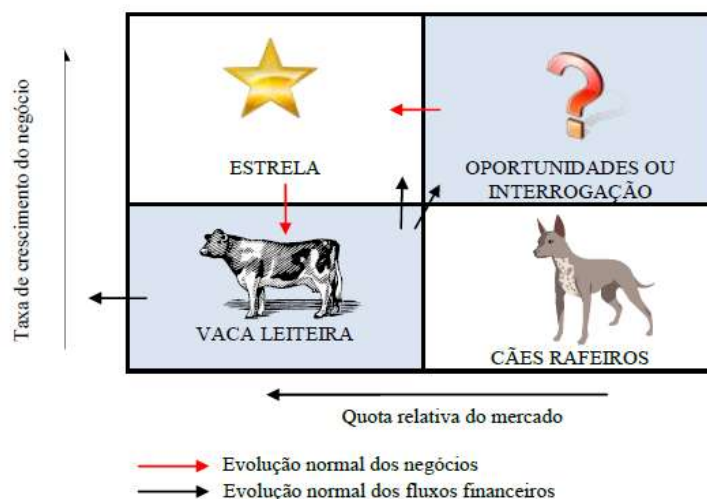 Taxa de crescimento do negócio
ESTRELA
OPORTUNIDADES OU
INTERROGAÇÃO
VACA LEITEIRA
CÃES RAFEIROS
Quota relativa do mercado
Evolução normal dos negócios
Evolução normal dos fluxos financeiros